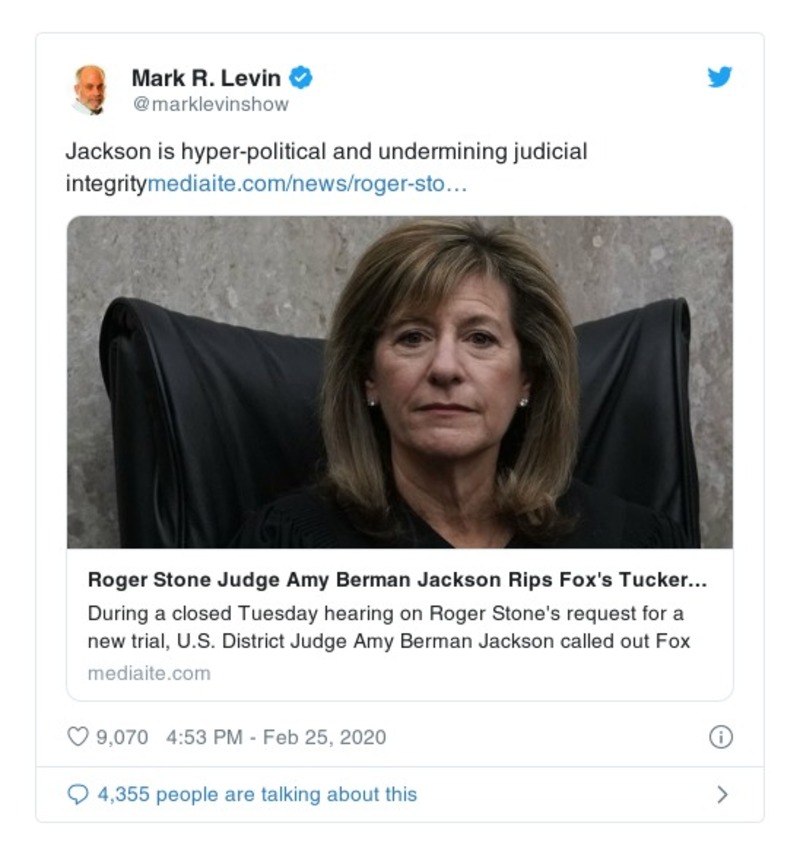 Mark R. Levin
@marklevinshow
Jackson is hyper-political and undermining judicial
integritymediaite.com/news/roger-sto…
Roger Stone Judge Amy Berman Jackson Rips Fox's Tucker...
During a closed Tuesday hearing on Roger Stone's request for a
new trial, U.S. District Judge Amy Berman Jackson called out Fox
mediaite.com
9,070 4:53 PM - Feb 25, 2020
4,355 people are talking about this